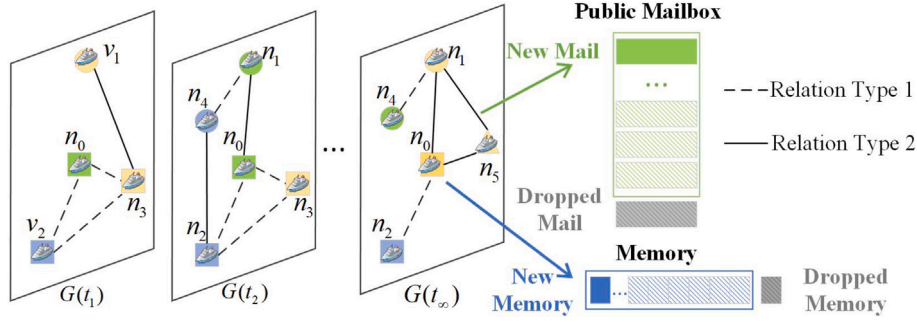 v1
n0
n3
v2
G(t1)
n1
n4
n0
n3
n2
G(t2)
...
n1
n4
n0
n5
n2
G(t∞)
Public Mailbox
New Mail
...
Dropped
Mail
Memory
New
Memory
...
Dropped
Memory
Relation Type 1
Relation Type 2